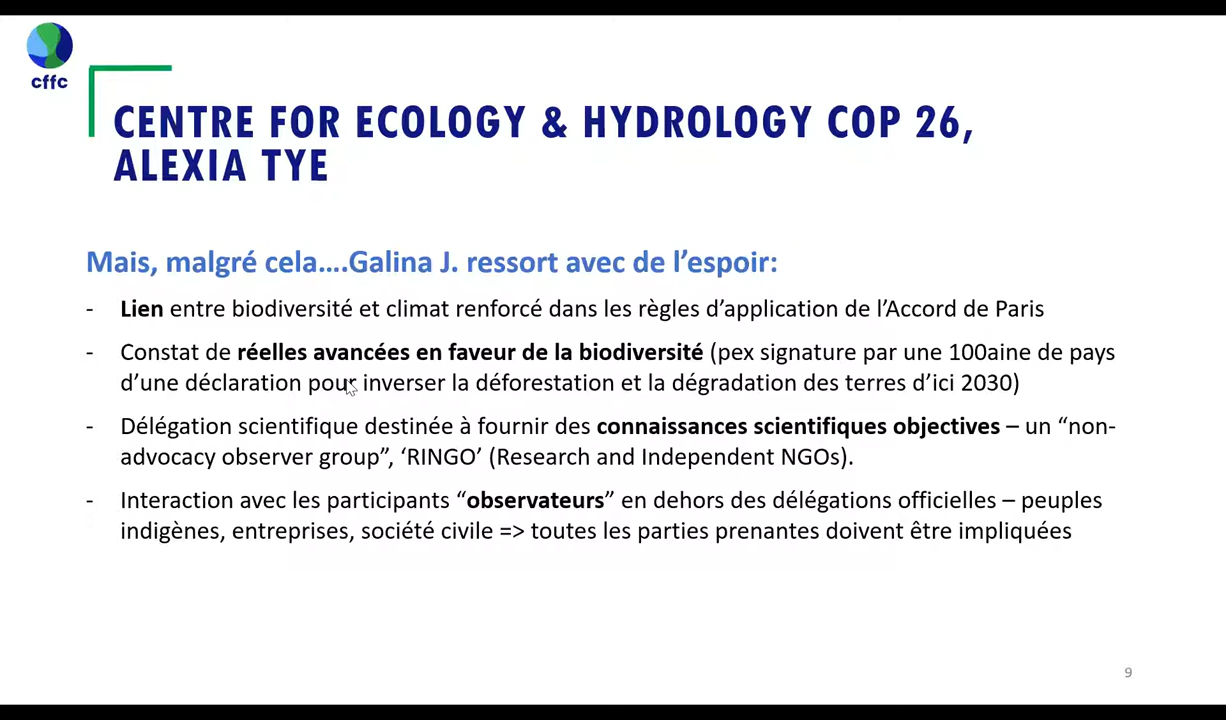 cffc
CENTRE FOR ECOLOGY & HYDROLOGY COP 26,
ALEXIA TYE
Mais, malgré cela….Galina J. ressort avec de l’espoir:
- Lien entre biodiversité et climat renforcé dans les règles d’application de l’Accord de Paris
- Constat de réelles avancées en faveur de la biodiversité (pex signature par une 100aine de pays
d’une déclaration pour inverser la déforestation et la dégradation des terres d’ici 2030)
- Délégation scientifique destinée à fournir des connaissances scientifiques objectives – un “non-
advocacy observer group”, ‘RINGO’ (Research and Independent NGOs).
- Interaction avec les participants “observateurs” en dehors des délégations officielles – peuples
indigènes, entreprises, société civile => toutes les parties prenantes doivent être impliquées
9